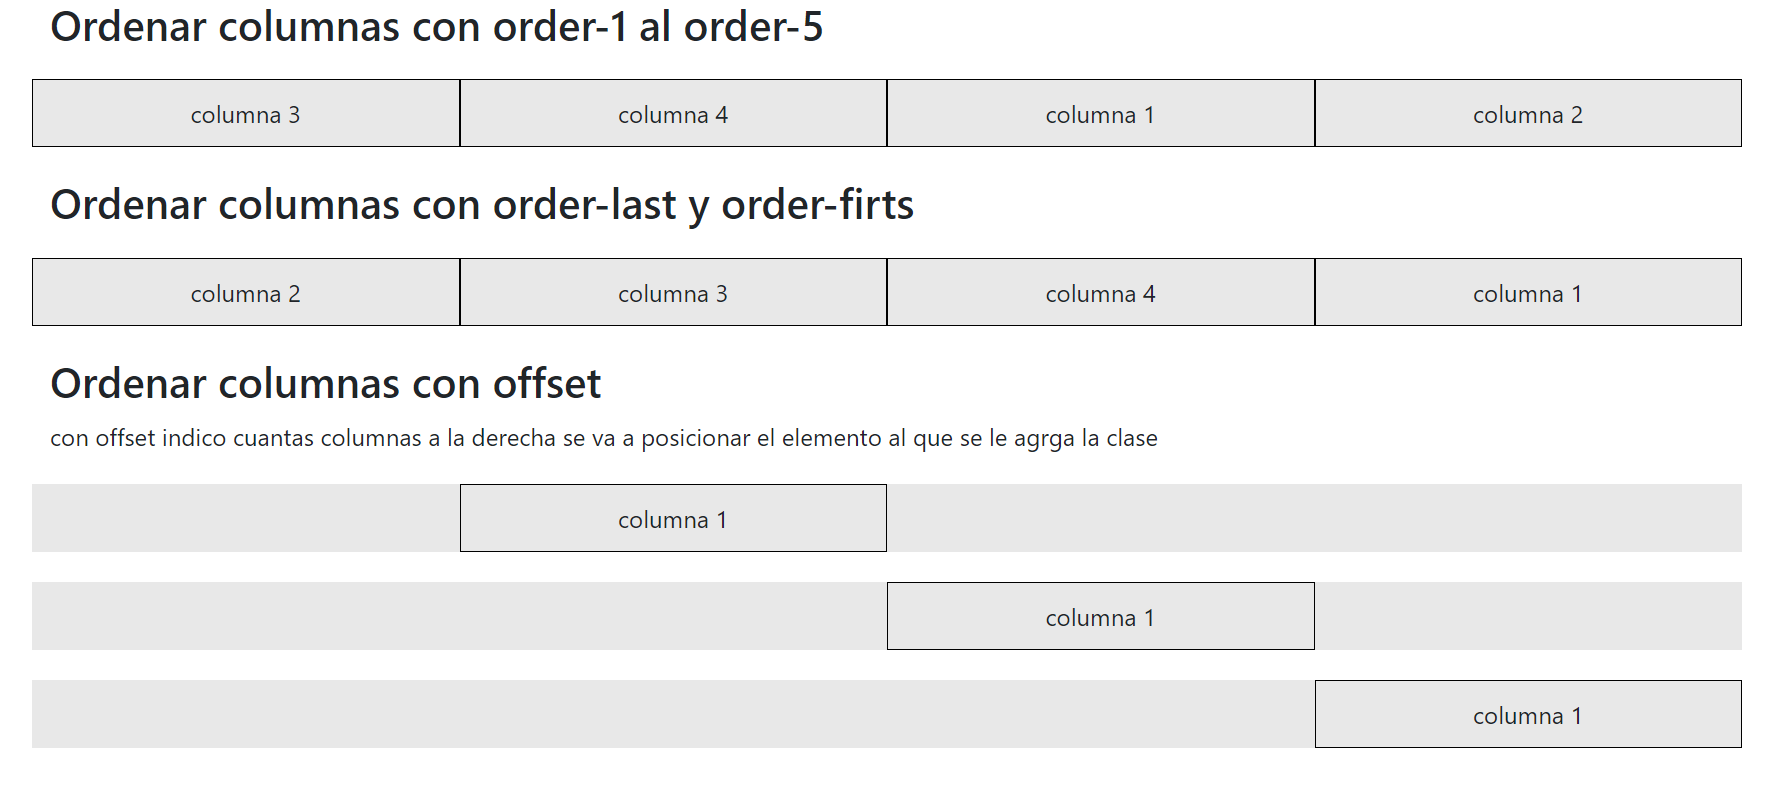 Ordenar columnas con order-1 al order-5
columna 3 columna 4 columna 1 columna 2
Ordenar columnas con order-last y order-firts
columna 2 columna 3 columna 4 columna 1
Ordenar columnas con offset
con offset indico cuantas columnas a la derecha se va a posicionar el elemento al que se le agrga la clase
columna 1
columna 1
columna 1